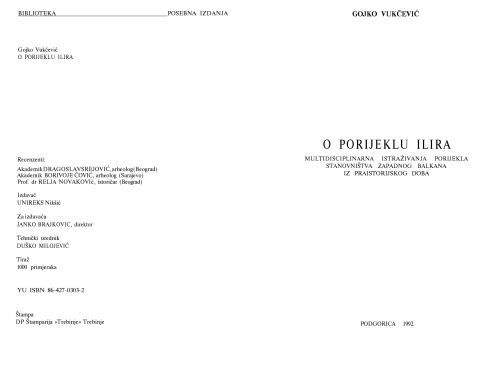 BIBLIOTEKA POSEBNA IZDANJA
Gojko Vukčević
O PORIJEKLU ILIRA
Recenzenti:
Akademik DRAGOSLAV SREJOVIĆ, arheolog (Beograd)
Akademik BORIVOJE ČOVIĆ, arheolog (Sarajevo)
Prof. dr RELJA NOVAKOVIć, istoričar (Beograd)
Izdavač
UNIREKS Nikšić
Za izdavača
JANKO BRAJKOVIC, direktor
Tehnički urednik
DUŠKO MILOJEVIĆ
Tiraž
1000 primjeraka
YU ISBN 86-427-0303-2
Štampa
DP Štamparija »Trebinje« Trebinje
GOJKO VUKČEVIĆ
O PORIJEKLU ILIRA
MULTIDISCIPLINARNA ISTRAŽIVANJA PORIJEKLA
STANOVNIŠTVA ZAPADNOG BALKANA
IZ PRAISTORIJSKOG DOBA
PODGORICA 1992.